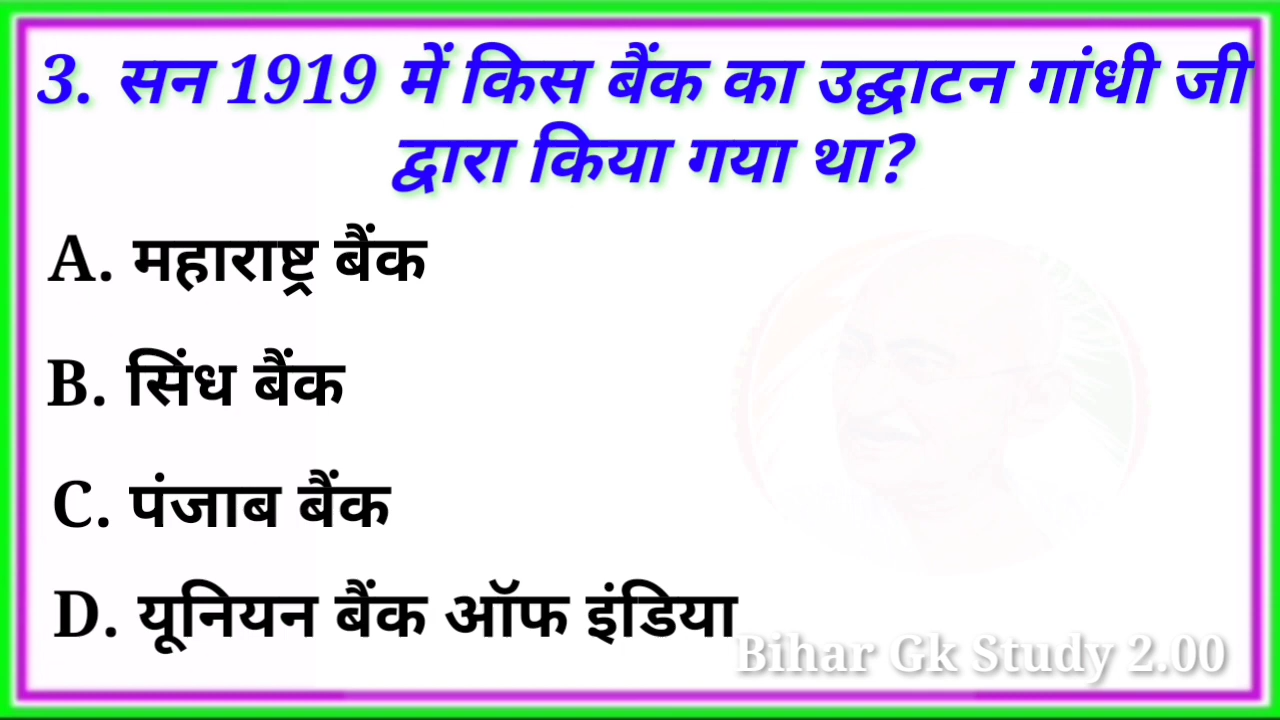 3. सन 1919 में किस बैंक का उद्घाटन गांधी जी
द्वारा किया गया था?
A. महाराष्ट्र बैंक
B. सिंध बैंक
C. पंजाब बैंक
D. यूनियन बैंक ऑफ इंडिया
Bihar Gk Study 2.00